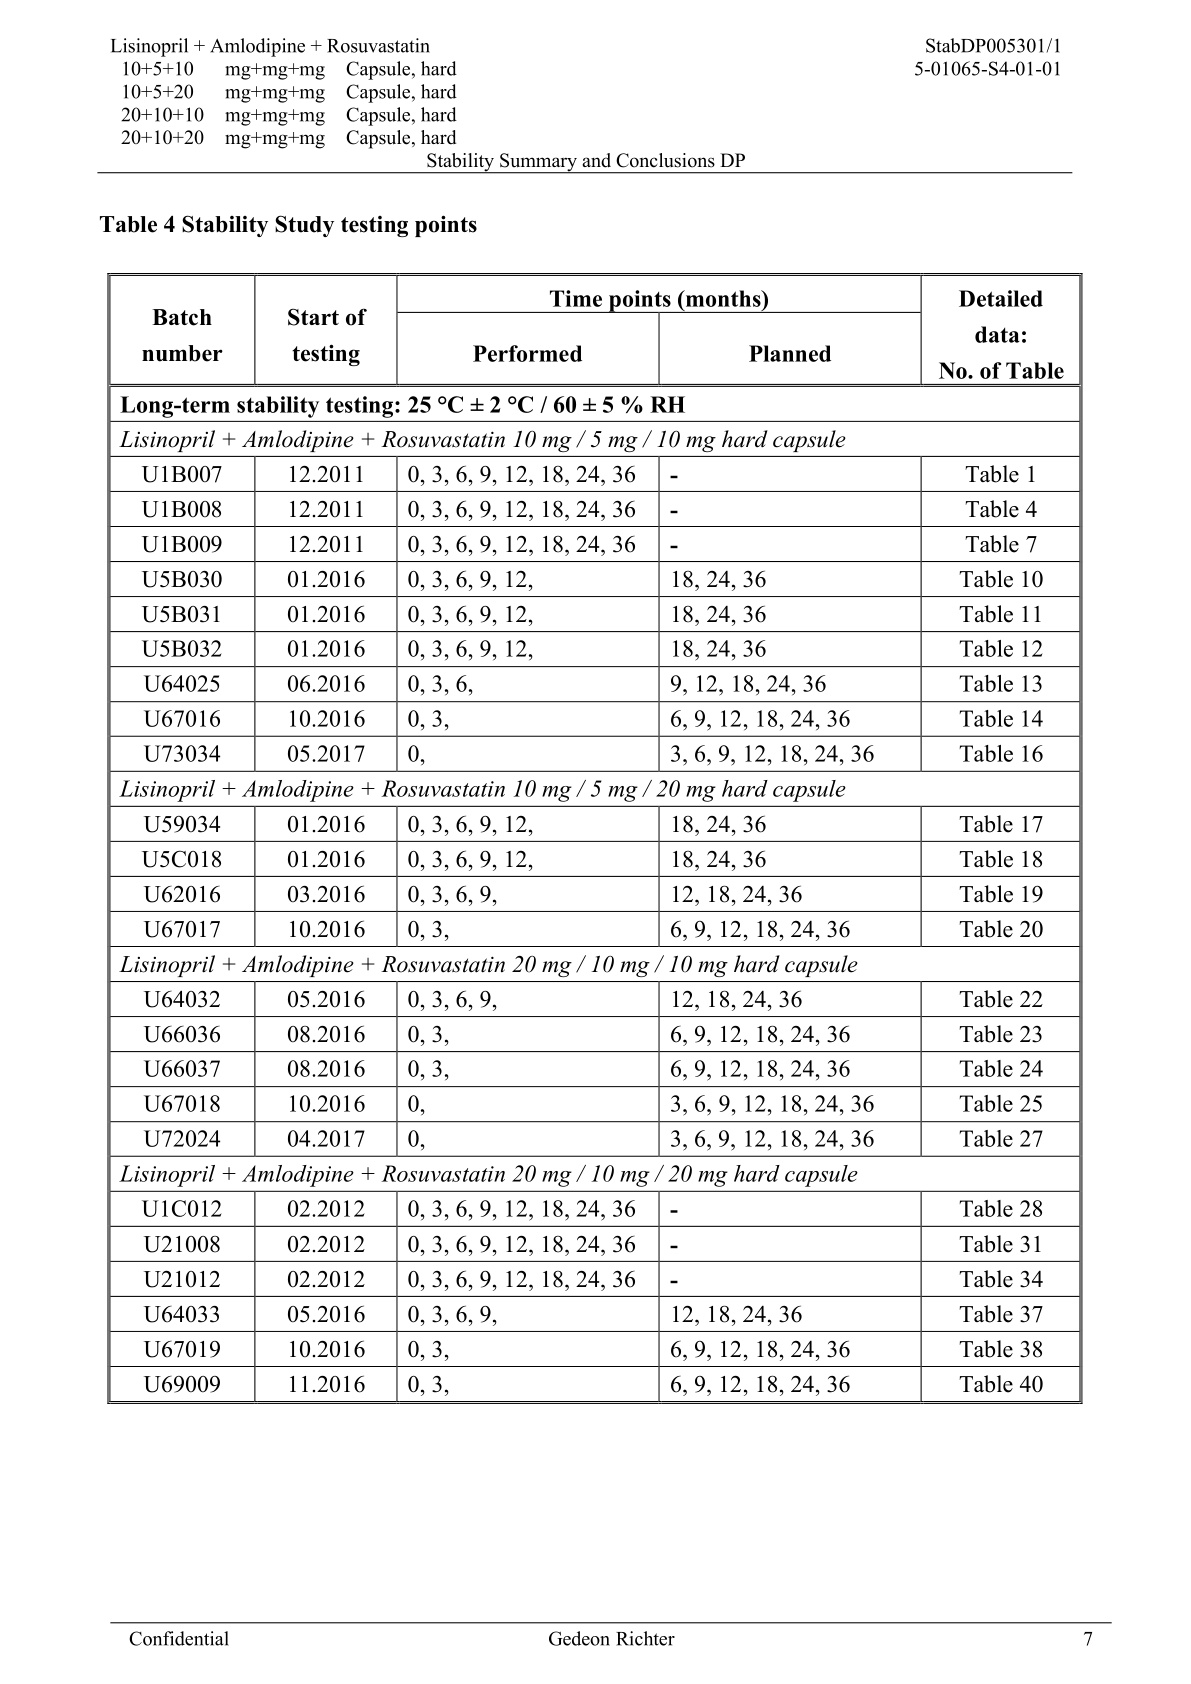 Lisinopril + Amlodipine + Rosuvastatin StabDP005301/1
10+5+10 mg+mg+mg Capsule, hard 5-01065-S4-01-01
10+5+20 mg+mg+mg Capsule, hard
20+10+10 mg+mg+mg Capsule, hard
20+10+20 mg+mg+mg Capsule, hard
Stability Summary and Conclusions DP
Table 4 Stability Study testing points
Batch number Start of testing Time points (months) Detailed data: No. of Table
Performed Planned
Long-term stability testing: 25 °C ± 2 °C / 60 ± 5 % RH
Lisinopril + Amlodipine + Rosuvastatin 10 mg / 5 mg / 10 mg hard capsule
U1B007 12.2011 0, 3, 6, 9, 12, 18, 24, 36 - Table 1
U1B008 12.2011 0, 3, 6, 9, 12, 18, 24, 36 - Table 4
U1B009 12.2011 0, 3, 6, 9, 12, 18, 24, 36 - Table 7
U5B030 01.2016 0, 3, 6, 9, 12, 18, 24, 36 Table 10
U5B031 01.2016 0, 3, 6, 9, 12, 18, 24, 36 Table 11
U5B032 01.2016 0, 3, 6, 9, 12, 18, 24, 36 Table 12
U64025 06.2016 0, 3, 6, 9, 12, 18, 24, 36 Table 13
U67016 10.2016 0, 3, 6, 9, 12, 18, 24, 36 Table 14
U73034 05.2017 0, 3, 6, 9, 12, 18, 24, 36 Table 16
Lisinopril + Amlodipine + Rosuvastatin 10 mg / 5 mg / 20 mg hard capsule
U59034 01.2016 0, 3, 6, 9, 12, 18, 24, 36 Table 17
U5C018 01.2016 0, 3, 6, 9, 12, 18, 24, 36 Table 18
U62016 03.2016 0, 3, 6, 9, 12, 18, 24, 36 Table 19
U67017 10.2016 0, 3, 6, 9, 12, 18, 24, 36 Table 20
Lisinopril + Amlodipine + Rosuvastatin 20 mg / 10 mg / 10 mg hard capsule
U64032 05.2016 0, 3, 6, 9, 12, 18, 24, 36 Table 22
U66036 08.2016 0, 3, 6, 9, 12, 18, 24, 36 Table 23
U66037 08.2016 0, 3, 6, 9, 12, 18, 24, 36 Table 24
U67018 10.2016 0, 3, 6, 9, 12, 18, 24, 36 Table 25
U72024 04.2017 0, 3, 6, 9, 12, 18, 24, 36 Table 27
Lisinopril + Amlodipine + Rosuvastatin 20 mg / 10 mg / 20 mg hard capsule
U1C012 02.2012 0, 3, 6, 9, 12, 18, 24, 36 - Table 28
U21008 02.2012 0, 3, 6, 9, 12, 18, 24, 36 - Table 31
U21012 02.2012 0, 3, 6, 9, 12, 18, 24, 36 - Table 34
U64033 05.2016 0, 3, 6, 9, 12, 18, 24, 36 Table 37
U67019 10.2016 0, 3, 6, 9, 12, 18, 24, 36 Table 38
U69009 11.2016 0, 3, 6, 9, 12, 18, 24, 36 Table 40
Confidential Gedeon Richter 7